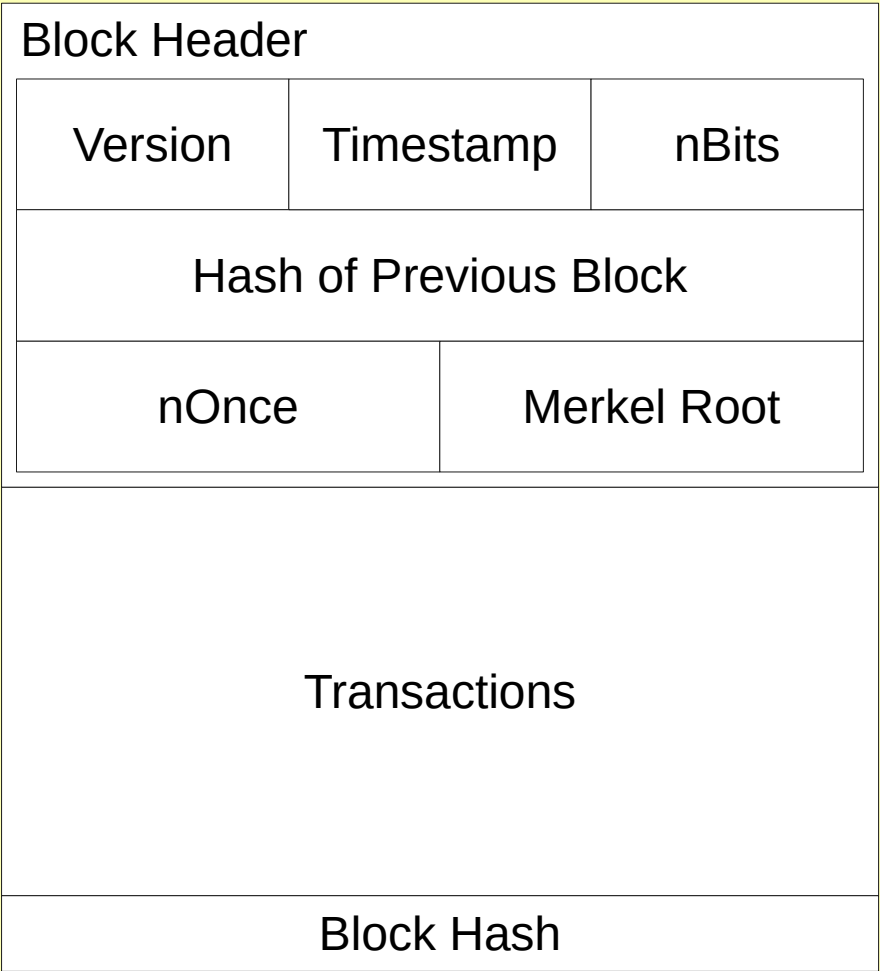 Block Header
Version Timestamp nBits
Hash of Previous Block
nOnce Merkel Root
Transactions
Block Hash